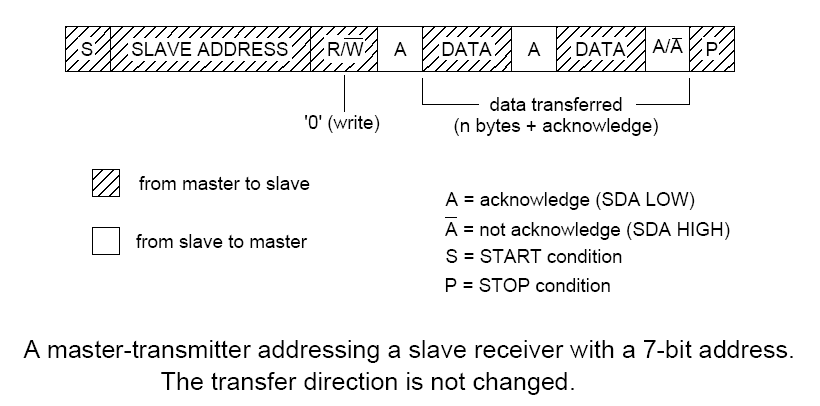 S SLAVE ADDRESS R/W̅ A DATA A DATA A/A̅ P
data transferred
'0' (write) (n bytes + acknowledge)
from master to slave
from slave to master
A = acknowledge (SDA LOW)
A̅ = not acknowledge (SDA HIGH)
S = START condition
P = STOP condition
A master-transmitter addressing a slave receiver with a 7-bit address.
The transfer direction is not changed.